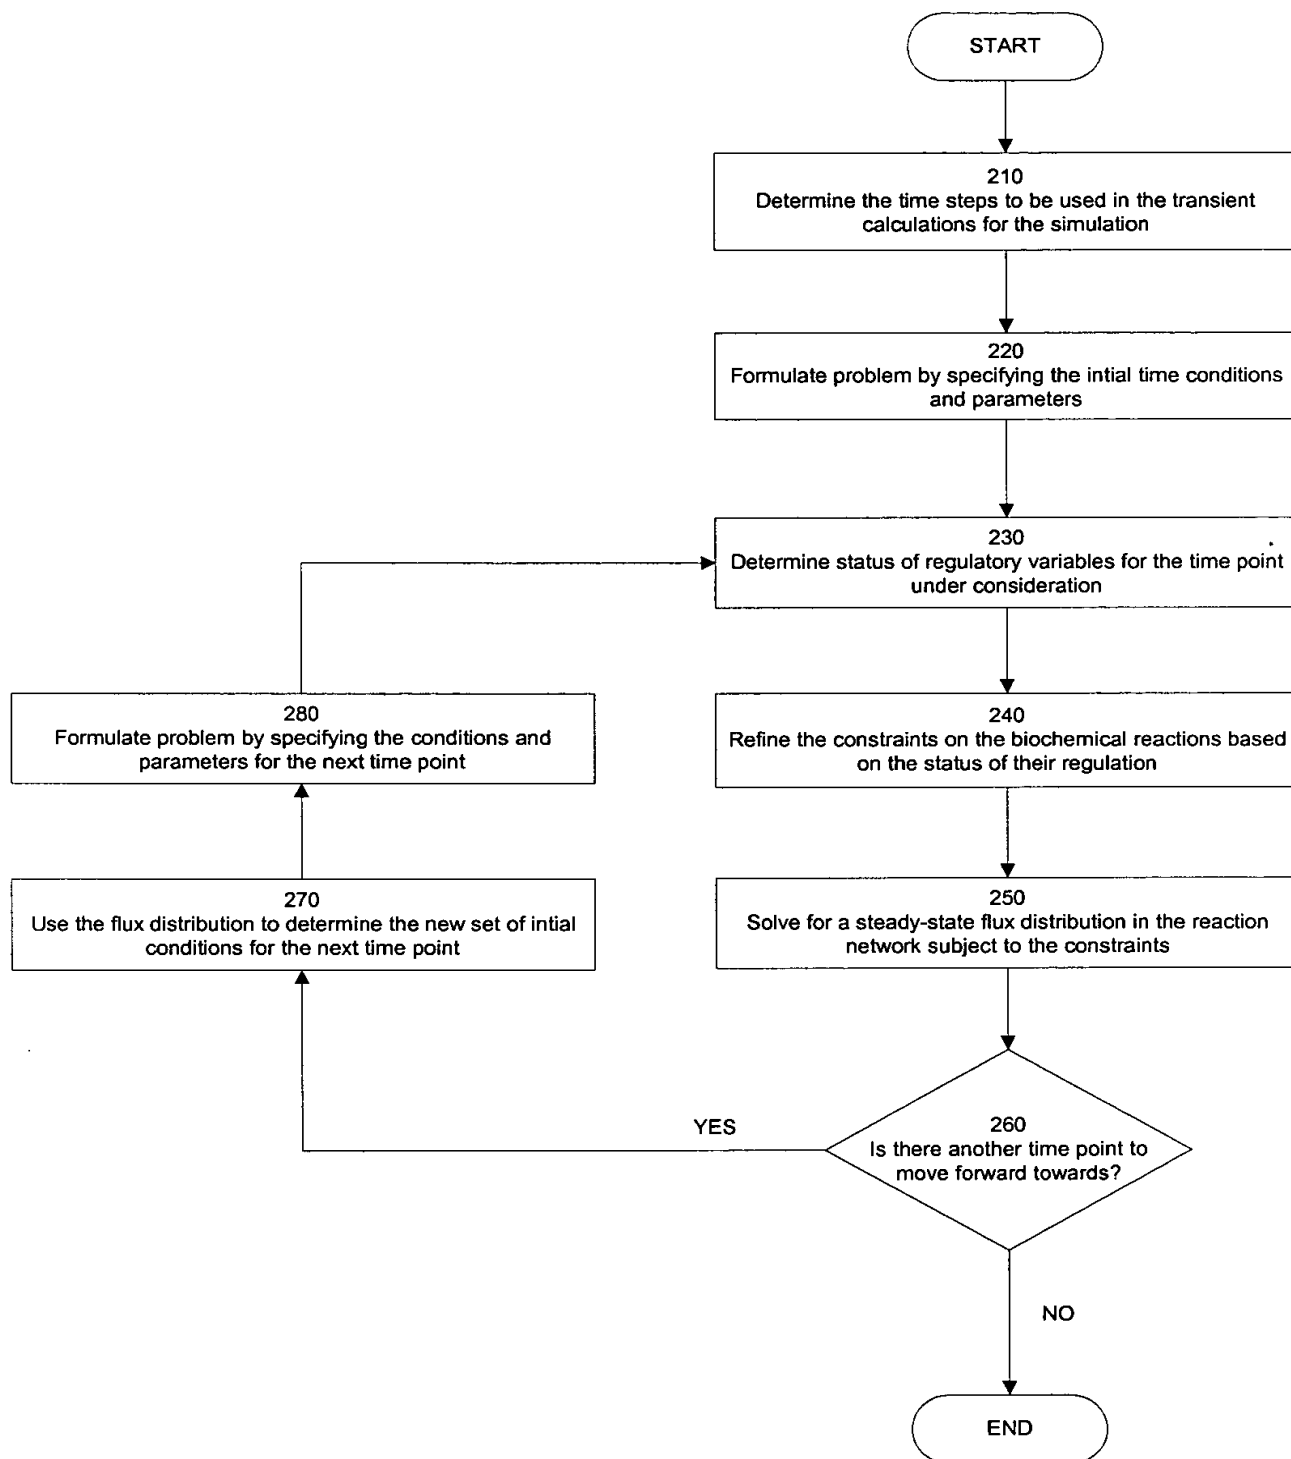 START
210
Determine the time steps to be used in the transient
calculations for the simulation
220
Formulate problem by specifying the intial time conditions
and parameters
230
Determine status of regulatory variables for the time point
under consideration
240
Refine the constraints on the biochemical reactions based
on the status of their regulation
250
Solve for a steady-state flux distribution in the reaction
network subject to the constraints
260
Is there another time point to
move forward towards?
YES
270
Use the flux distribution to determine the new set of intial
conditions for the next time point
280
Formulate problem by specifying the conditions and
parameters for the next time point
NO
END